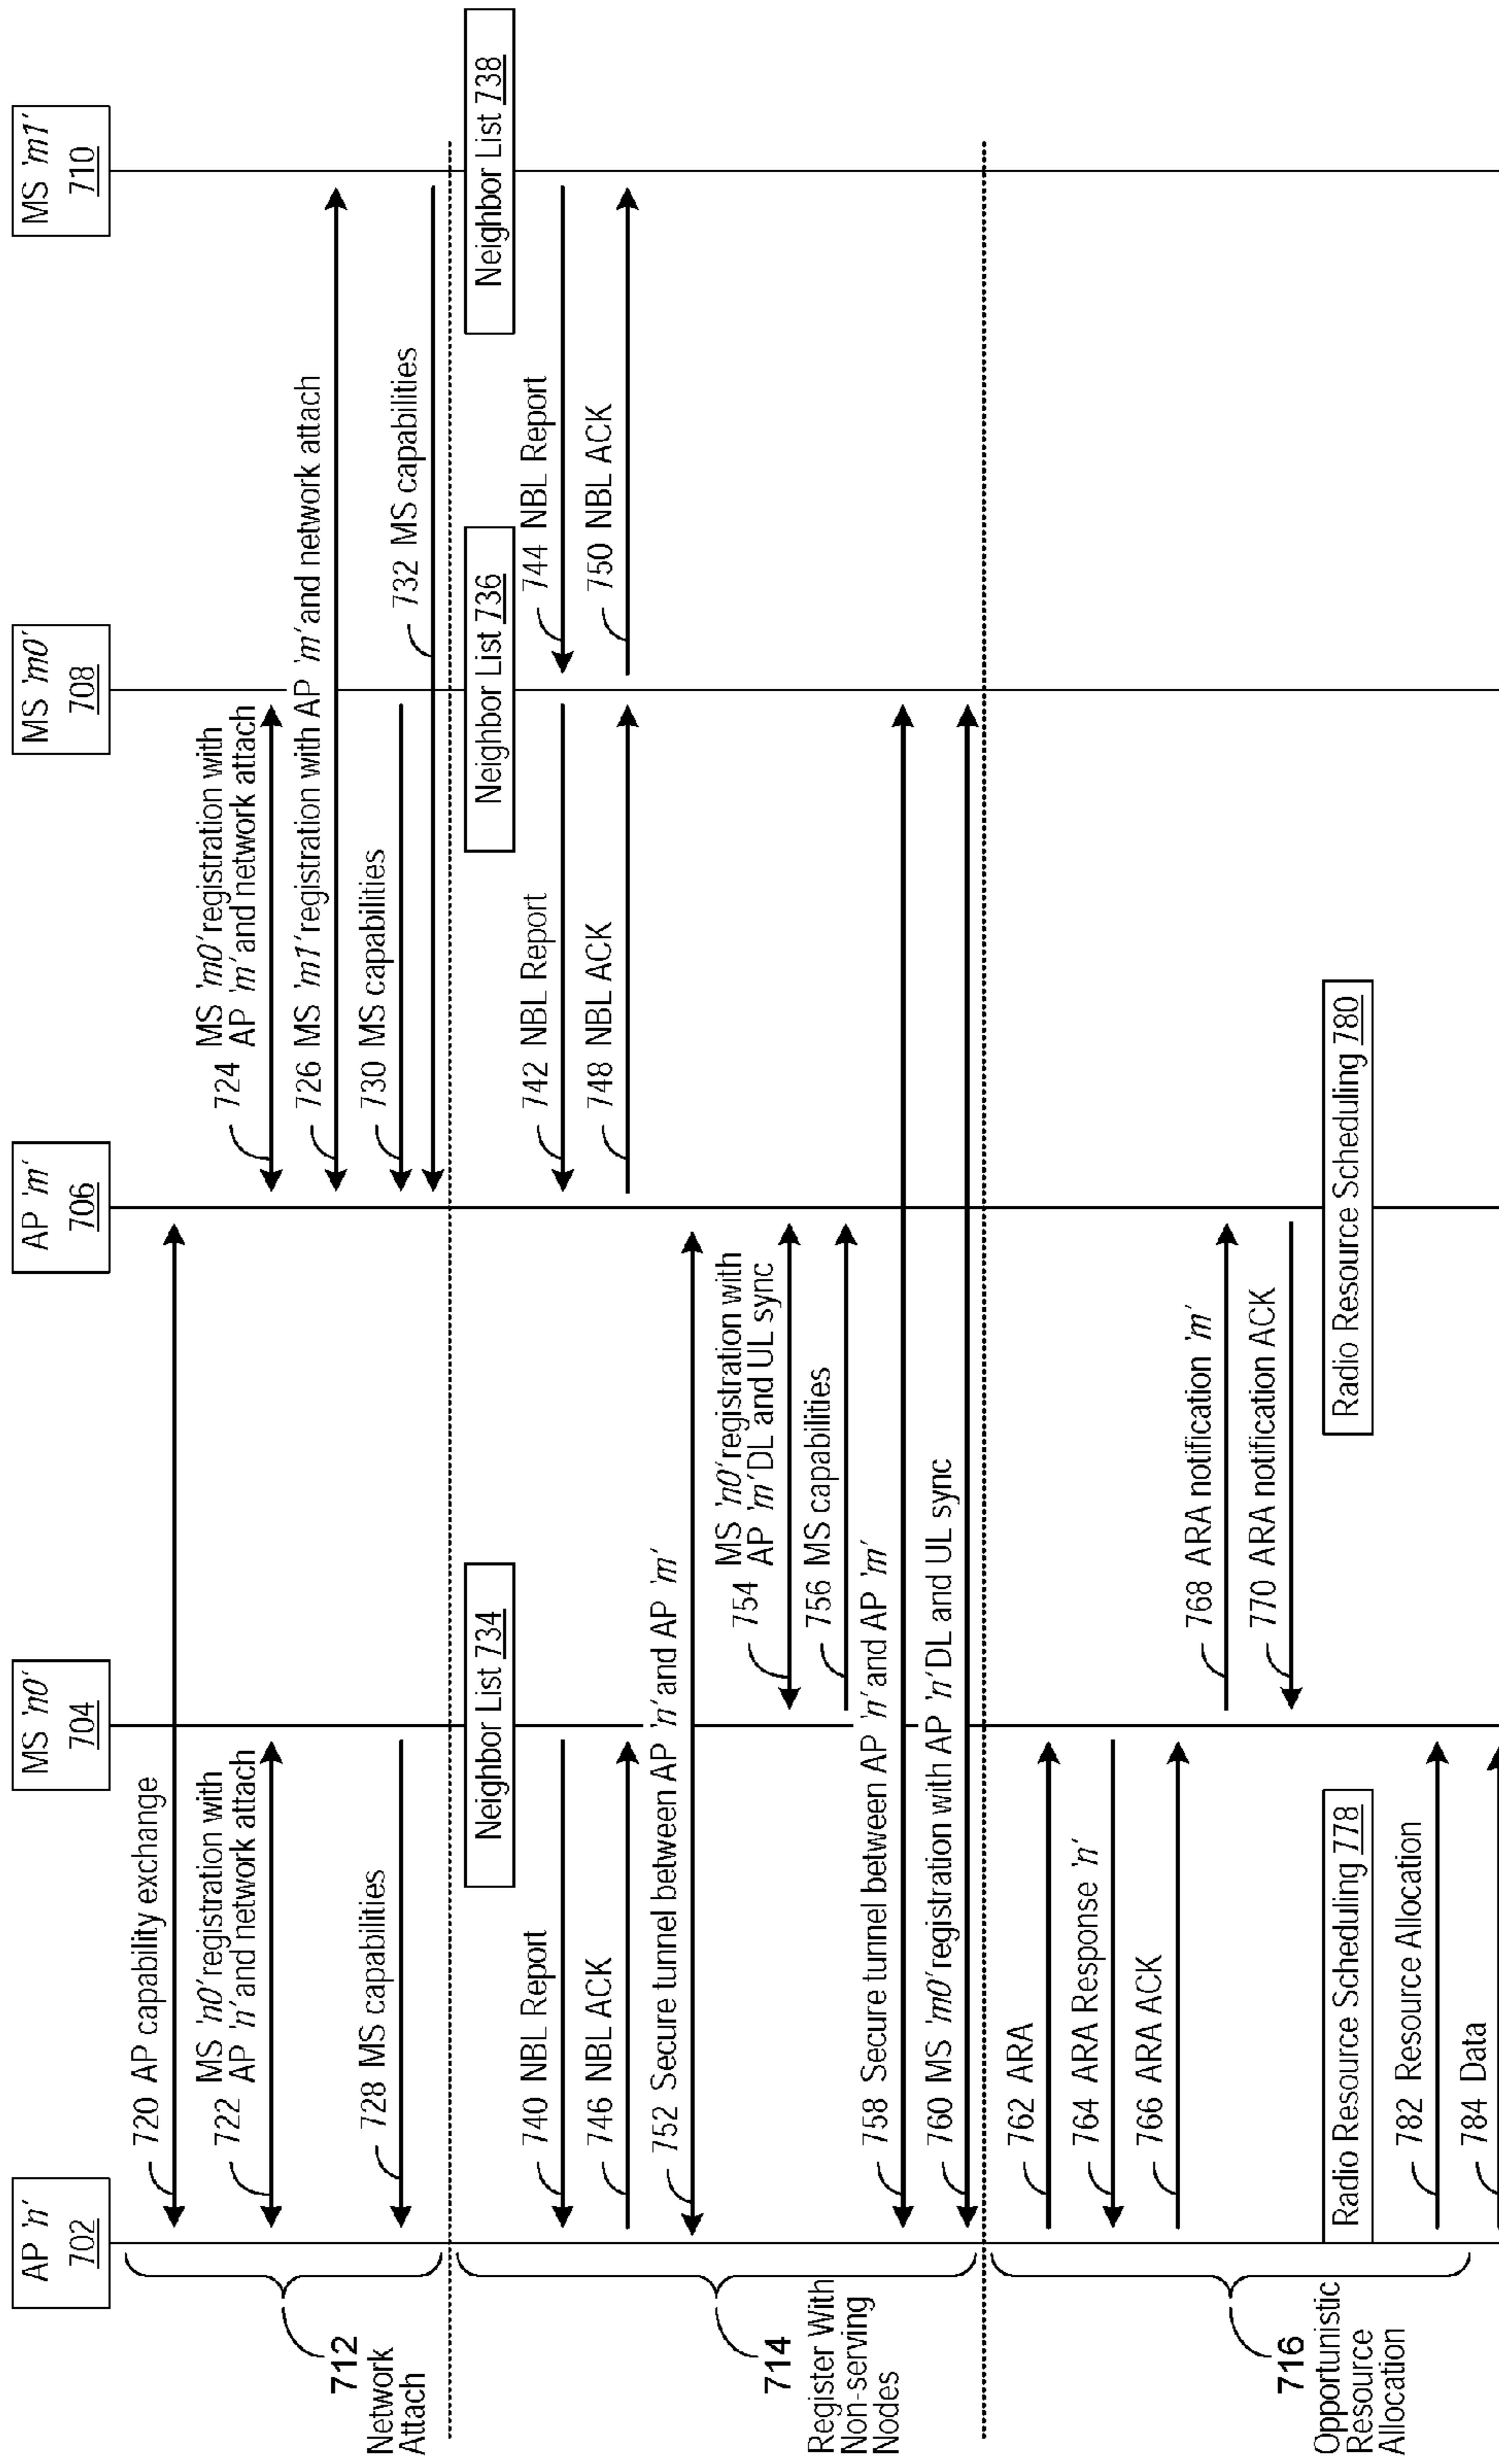 AP 'n'
702
MS 'n0'
704
AP 'm'
706
MS 'm0'
708
MS 'm1'
710
712
Network
Attach
720 AP capability exchange
722 MS 'n0' registration with
AP 'n' and network attach
724 MS 'm0' registration with
AP 'm' and network attach
726 MS 'm1' registration with AP 'm' and network attach
728 MS capabilities
730 MS capabilities
732 MS capabilities
714
Register With
Non-serving
Nodes
Neighbor List 734
Neighbor List 736
Neighbor List 738
740 NBL Report
742 NBL Report
744 NBL Report
746 NBL ACK
748 NBL ACK
750 NBL ACK
752 Secure tunnel between AP 'n' and AP 'm'
754 MS 'n0' registration with
AP 'm' DL and UL sync
756 MS capabilities
758 Secure tunnel between AP 'n' and AP 'm'
760 MS 'm0' registration with AP 'n' DL and UL sync
716
Opportunistic
Resource
Allocation
762 ARA
764 ARA Response 'n'
766 ARA ACK
768 ARA notification 'm'
770 ARA notification ACK
Radio Resource Scheduling 778
Radio Resource Scheduling 780
782 Resource Allocation
784 Data